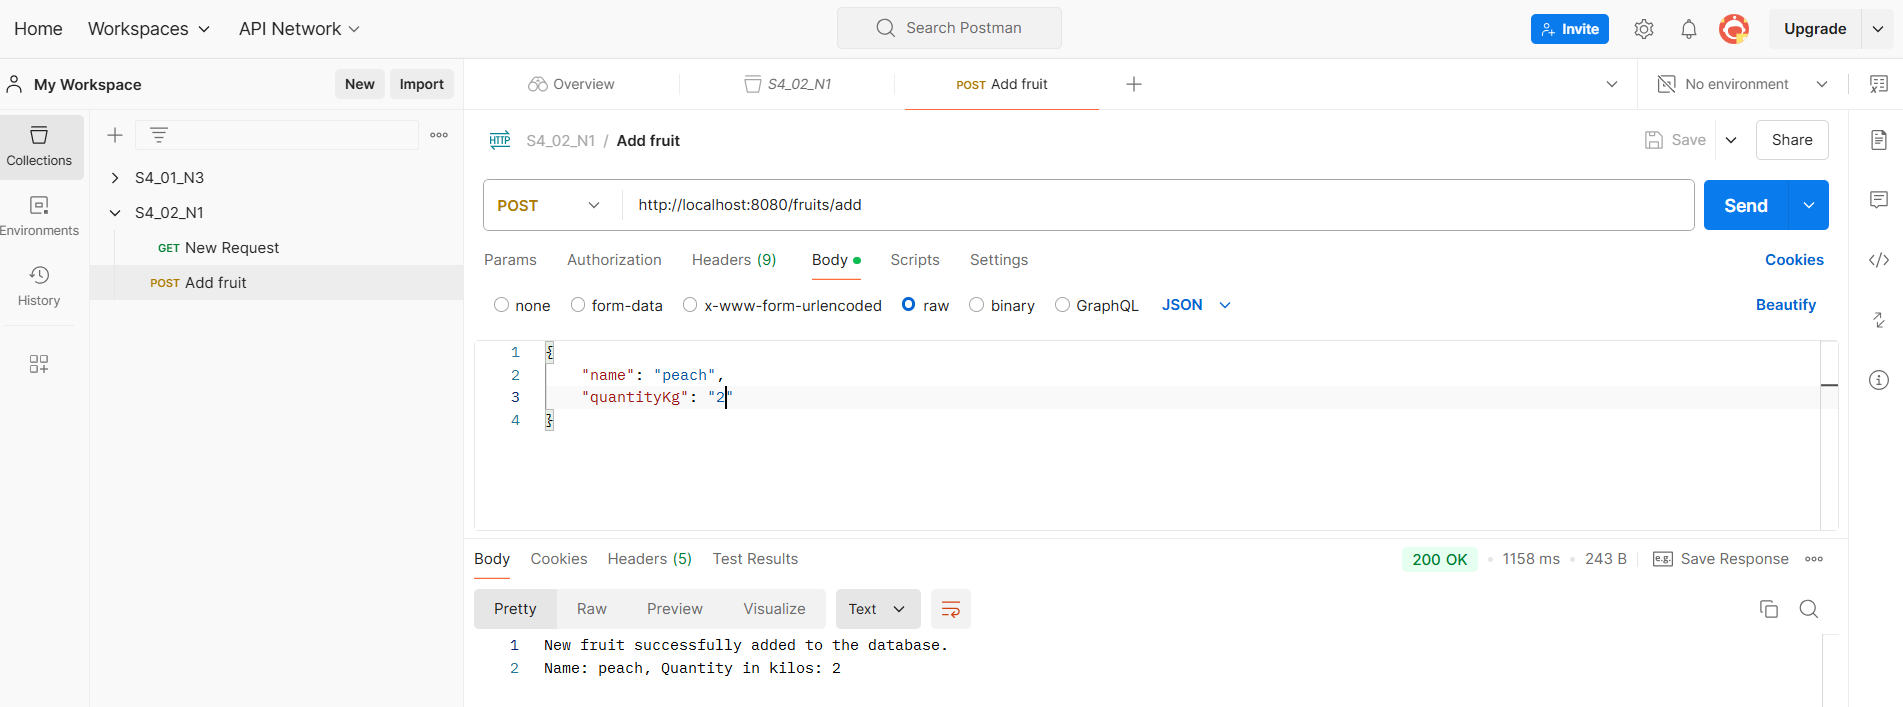 Home Workspaces API Network Search Postman Invite Upgrade
My Workspace New Import Overview S4_02_N1 POST Add fruit No environment
Collections
S4_01_N3
S4_02_N1
GET New Request
POST Add fruit
Environments
History
HTTP S4_02_N1 / Add fruit Save Share
POST http://localhost:8080/fruits/add Send
Params Authorization Headers (9) Body Scripts Settings Cookies
none form-data x-www-form-urlencoded raw binary GraphQL JSON Beautify
1 {
2 "name": "peach",
3 "quantityKg": "2"
4 }
Body Cookies Headers (5) Test Results 200 OK 1158 ms 243 B e.g. Save Response
Pretty Raw Preview Visualize Text
1 New fruit successfully added to the database.
2 Name: peach, Quantity in kilos: 2